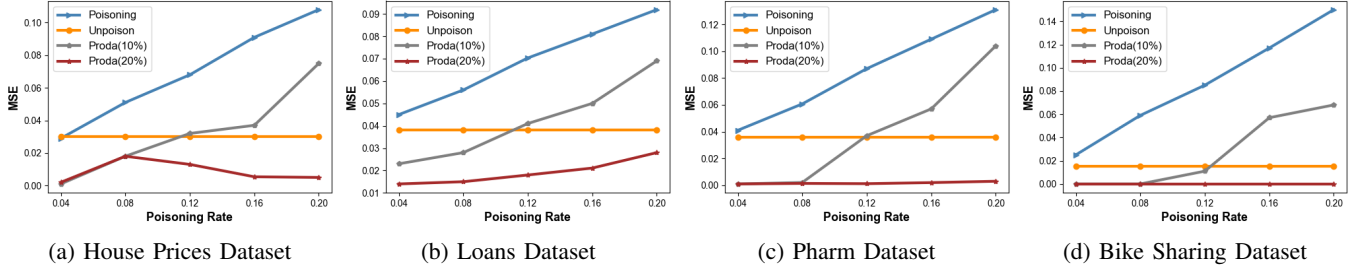 Poisoning
Unpoison
Proda(10%)
Proda(20%)
MSE
0.10
0.08
0.06
0.04
0.02
0.00
0.04 0.08 0.12 0.16 0.20
Poisoning Rate
(a) House Prices Dataset
Poisoning
Unpoison
Proda(10%)
Proda(20%)
MSE
0.09
0.08
0.07
0.06
0.05
0.04
0.03
0.02
0.01
0.04 0.08 0.12 0.16 0.20
Poisoning Rate
(b) Loans Dataset
Poisoning
Unpoison
Proda(10%)
Proda(20%)
MSE
0.12
0.10
0.08
0.06
0.04
0.02
0.00
0.04 0.08 0.12 0.16 0.20
Poisoning Rate
(c) Pharm Dataset
Poisoning
Unpoison
Proda(10%)
Proda(20%)
MSE
0.14
0.12
0.10
0.08
0.06
0.04
0.02
0.00
0.04 0.08 0.12 0.16 0.20
Poisoning Rate
(d) Bike Sharing Dataset